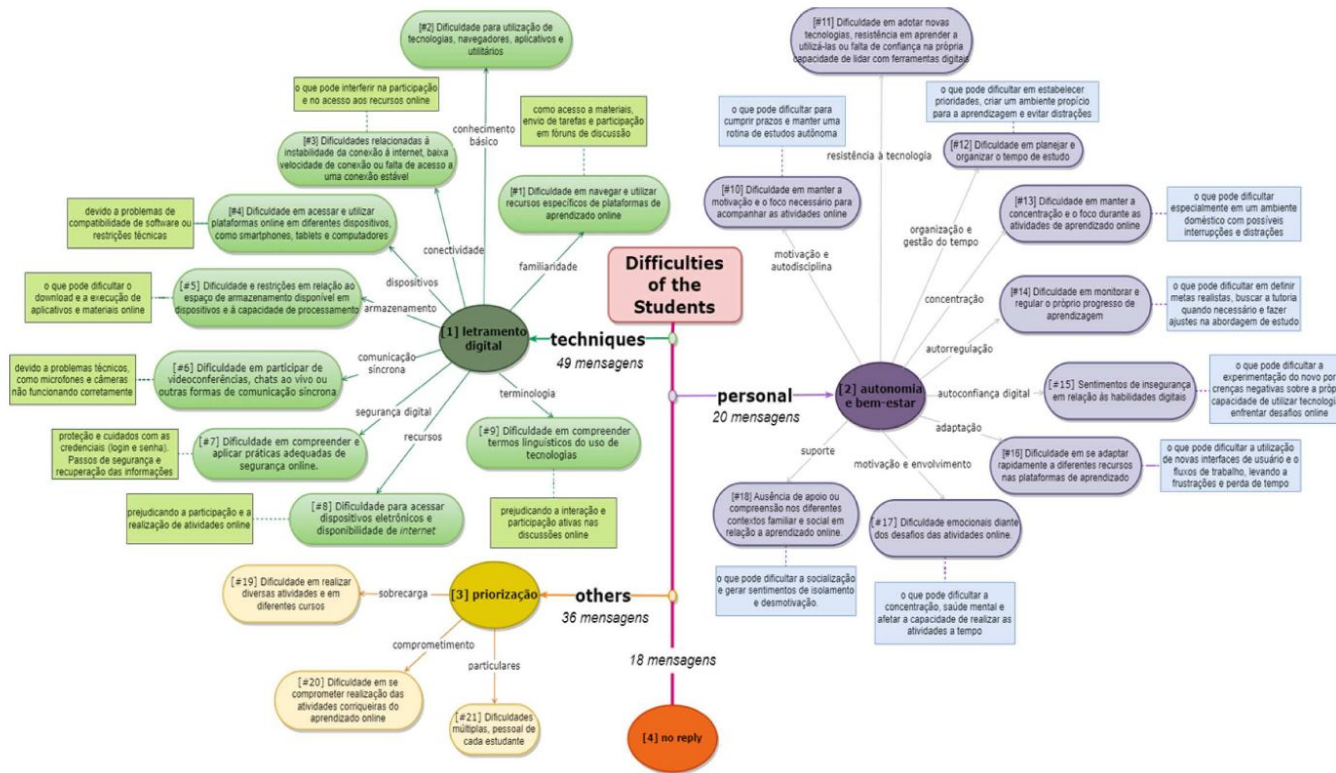 [#2] Dificuldade para utilização de
tecnologias, navegadores, aplicativos e
utilitários
o que pode interferir na participação
e no acesso aos recursos online
como acesso a materiais,
envio de tarefas e participação
em fóruns de discussão
conhecimento
básico
[#3] Dificuldades relacionadas à
instabilidade da conexão à internet, baixa
velocidade de conexão ou falta de acesso a
uma conexão estável
[#1] Dificuldade em navegar e utilizar
recursos específicos de plataformas de
aprendizado online
devido a problemas de
compatibilidade de software ou
restrições técnicas
[#4] Dificuldade em acessar e utilizar
plataformas online em diferentes dispositivos,
como smartphones, tablets e computadores
conectividade
familiaridade
dispositivos
o que pode dificultar o
download e a execução de
aplicativos e materiais online
[#5] Dificuldade e restrições em relação ao
espaço de armazenamento disponível em
dispositivos e á capacidade de processamento
armazenamento
[1] letramento
digital
devido a problemas técnicos,
como microfones e câmeras
não funcionando corretamente
[#6] Dificuldade em participar de
videoconferências, chats ao vivo ou
outras formas de comunicação síncrona
comunicação
síncrona
terminologia
segurança digital
recursos
proteção e cuidados com as
credenciais (login e senha).
Passos de segurança e
recuperação das informações
[#7] Dificuldade em compreender e
aplicar práticas adequadas de
segurança online.
[#9] Dificuldade em compreender
termos linguísticos do uso de
tecnologias
prejudicando a participação e a
realização de atividades online
[#8] Dificuldade para acessar
dispositivos eletrônicos e
disponibilidade de internet
prejudicando a interação e
participação ativas nas
discussões online
Difficulties
of the
Students
techniques
49 mensagens
personal
20 mensagens
others
36 mensagens
18 mensagens
[4] no reply
[#11] Dificuldade em adotar novas
tecnologias, resistência em aprender a
utilizá-las ou falta de confiança na própria
capacidade de lidar com ferramentas digitais
o que pode dificultar para
cumprir prazos e manter uma
rotina de estudos autônoma
o que pode dificultar em estabelecer
prioridades, criar um ambiente propício
para a aprendizagem e evitar distrações
resistência à tecnologia
[#12] Dificuldade em planejar e
organizar o tempo de estudo
[#10] Dificuldade em manter a
motivação e o foco necessário para
acompanhar as atividades online
[#13] Dificuldade em manter a
concentração e o foco durante as
atividades de aprendizado online
o que pode dificultar
especialmente em um ambiente
doméstico com possíveis
interrupções e distrações
organização e
gestão do tempo
motivação e
autodisciplina
concentração
[#14] Dificuldade em monitorar e
regular o próprio progresso de
aprendizagem
o que pode dificultar em definir
metas realistas, buscar a tutoria
quando necessário e fazer
ajustes na abordagem de estudo
autorregulação
[2] autonomia
e bem-estar
autoconfiança digital
[#15] Sentimentos de insegurança
em relação às habilidades digitais
o que pode dificultar a
experimentação do novo por
crenças negativas sobre a própr
capacidade de utilizar tecnologi
enfrentar desafios online
adaptação
[#16] Dificuldade em se adaptar
rapidamente a diferentes recursos
nas plataformas de aprendizado
o que pode dificultar a utilização
de novas interfaces de usuário e o
fluxos de trabalho, levando a
frustrações e perda de tempo
suporte
motivação e envolvimento
[#18] Ausência de apoio ou
compreensão nos diferentes
contextos familiar e social em
relação a aprendizado online.
[#17] Dificuldade emocionais diante
dos desafios das atividades online.
o que pode dificultar a socialização
e gerar sentimentos de isolamento
e desmotivação.
o que pode dificultar a
concentração, saúde mental e
afetar a capacidade de realizar as
atividades a tempo
[#19] Dificuldade em realizar
diversas atividades e em
diferentes cursos
sobrecarga
[3] priorização
comprometimento
particulares
[#20] Dificuldade em se
comprometer realização das
atividades corriqueiras do
aprendizado online
[#21] Dificuldades
múltiplas, pessoal de
cada estudante